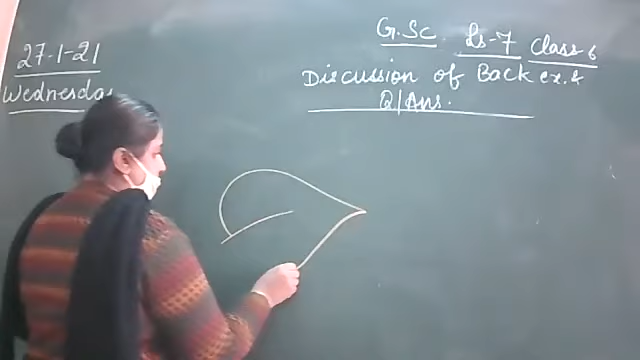 27-1-21
Wednesda
G.Sc. Ls-7 Class 6
Discussion of Back ex. &
Q/Ans.